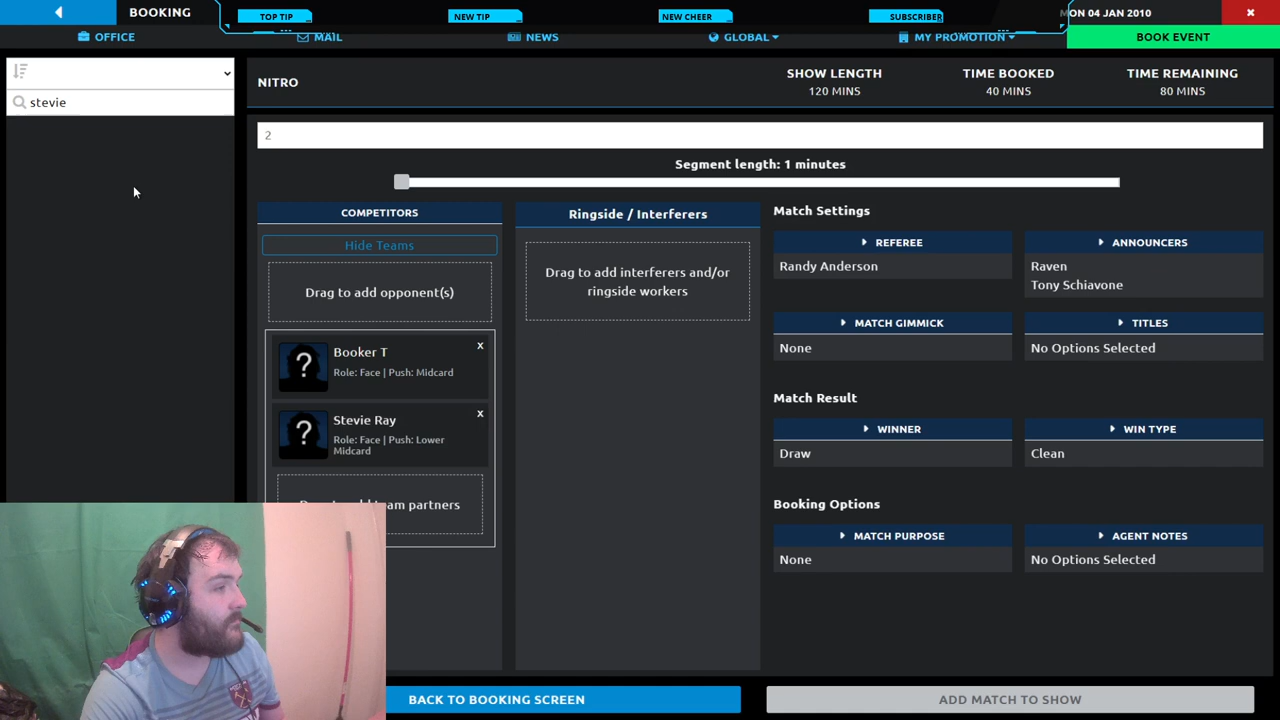 BOOKING
TOP TIP
NEW TIP
NEW CHEER
SUBSCRIBER
MON 04 JAN 2010
OFFICE
MAIL
NEWS
GLOBAL
MY PROMOTION
BOOK EVENT
stevie
NITRO
SHOW LENGTH
120 MINS
TIME BOOKED
40 MINS
TIME REMAINING
80 MINS
2
Segment length: 1 minutes
COMPETITORS
Hide Teams
Drag to add opponent(s)
Booker T
x
Role: Face | Push: Midcard
Stevie Ray
x
Role: Face | Push: Lower
Midcard
team partners
Ringside / Interferers
Drag to add interferers and/or
ringside workers
Match Settings
REFEREE
Randy Anderson
ANNOUNCERS
Raven
Tony Schiavone
MATCH GIMMICK
None
TITLES
No Options Selected
Match Result
WINNER
Draw
WIN TYPE
Clean
Booking Options
MATCH PURPOSE
None
AGENT NOTES
No Options Selected
BACK TO BOOKING SCREEN
ADD MATCH TO SHOW